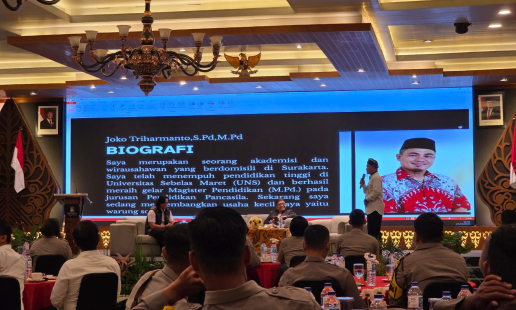 Joko Triharmanto,S.Pd,M.Pd
BIOGRAFI
Saya merupakan seorang akademisi dan
wirausahawan yang berdomisili di Surakarta.
Saya telah menempuh pendidikan tinggi di
Universitas Sebelas Maret (UNS) dan berhasil
meraih gelar Magister Pendidikan (M.Pd.) pada
jurusan Pendidikan Pancasila. Sekarang saya
sedang mengembangkan usaha kecil saya yaitu
warung